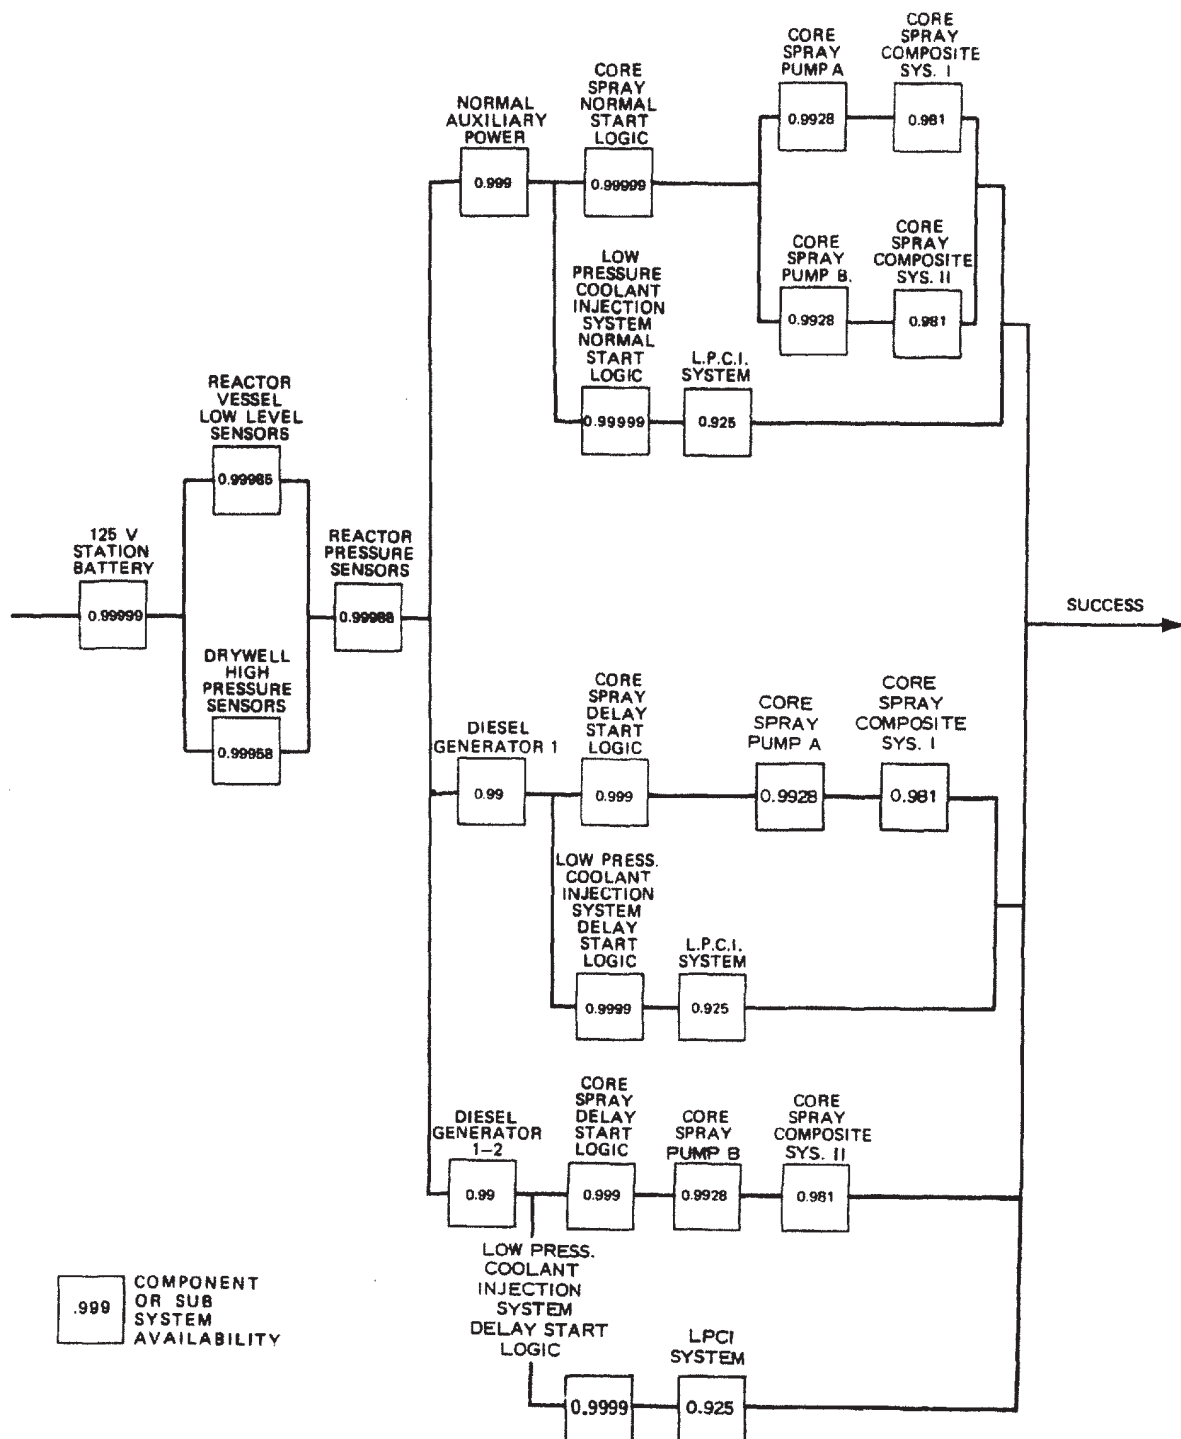 CORE
SPRAY
PUMP A
0.9928
CORE
SPRAY
COMPOSITE
SYS. I
0.981
NORMAL
AUXILIARY
POWER
0.999
CORE
SPRAY
NORMAL
START
LOGIC
0.99999
CORE
SPRAY
PUMP B.
0.9928
CORE
SPRAY
COMPOSITE
SYS. II
0.981
LOW
PRESSURE
COOLANT
INJECTION
SYSTEM
NORMAL
START
LOGIC
0.99999
L.P.C.I.
SYSTEM
0.925
REACTOR
VESSEL
LOW LEVEL
SENSORS
125 V
STATION
BATTERY
0.99999
REACTOR
PRESSURE
SENSORS
0.99988
DRYWELL
HIGH
PRESSURE
SENSORS
0.99958
SUCCESS
DIESEL
GENERATOR 1
0.99
CORE
SPRAY
DELAY
START
LOGIC
0.999
CORE
SPRAY
PUMP A
0.9928
CORE
SPRAY
COMPOSITE
SYS. I
0.981
LOW PRESS.
COOLANT
INJECTION
SYSTEM
DELAY
START
LOGIC
0.9999
L.P.C.I.
SYSTEM
0.925
DIESEL
GENERATOR
1-2
0.99
CORE
SPRAY
DELAY
START
LOGIC
0.999
CORE
SPRAY
PUMP B
0.9928
CORE
SPRAY
COMPOSITE
SYS. II
0.981
LOW PRESS.
COOLANT
INJECTION
SYSTEM
DELAY START
LOGIC
0.9999
LPCI
SYSTEM
0.925
.999
COMPONENT
OR SUB
SYSTEM
AVAILABILITY